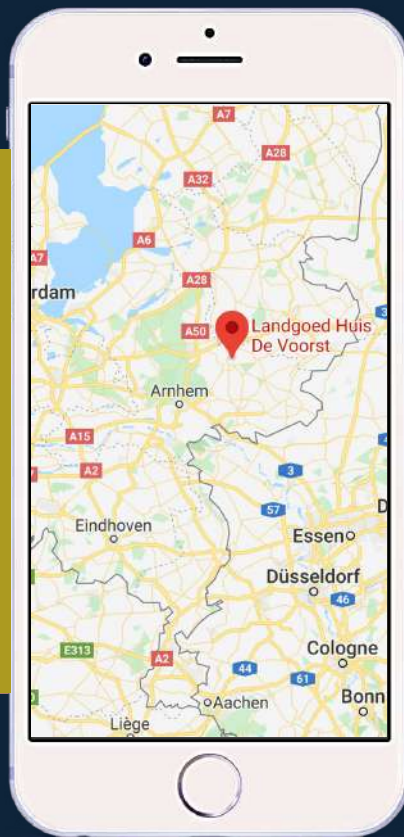 A7
A28
A32
A6
A7
rdam
A28
A50
Landgoed Huis
De Voorst
Arnhem
A15
A2
3
57
Eindhoven
Essen
D
Düsseldorf
46
E313
A2
Cologne
44
61
Aachen
Bonn
Liège